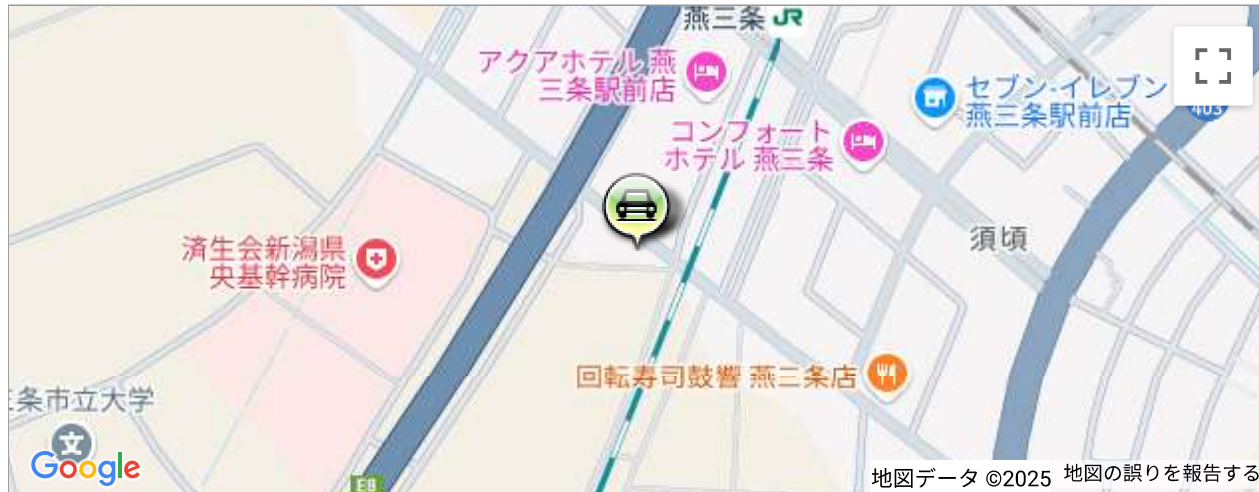 燕三条 JR
アクアホテル 燕
三条駅前店
セブン-イレブン
燕三条駅前店
403
コンフォート
ホテル 燕三条
須頃
済生会新潟県
央基幹病院
回転寿司鼓響 燕三条店
三条市立大学
文
Google
E8
地図データ ©2025
地図の誤りを報告する